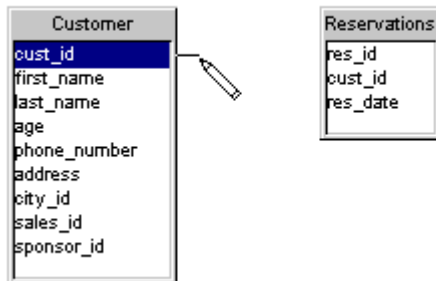 Customer
cust_id
first_name
last_name
age
phone_number
address
city_id
sales_id
sponsor_id
Reservations
res_id
cust_id
res_date